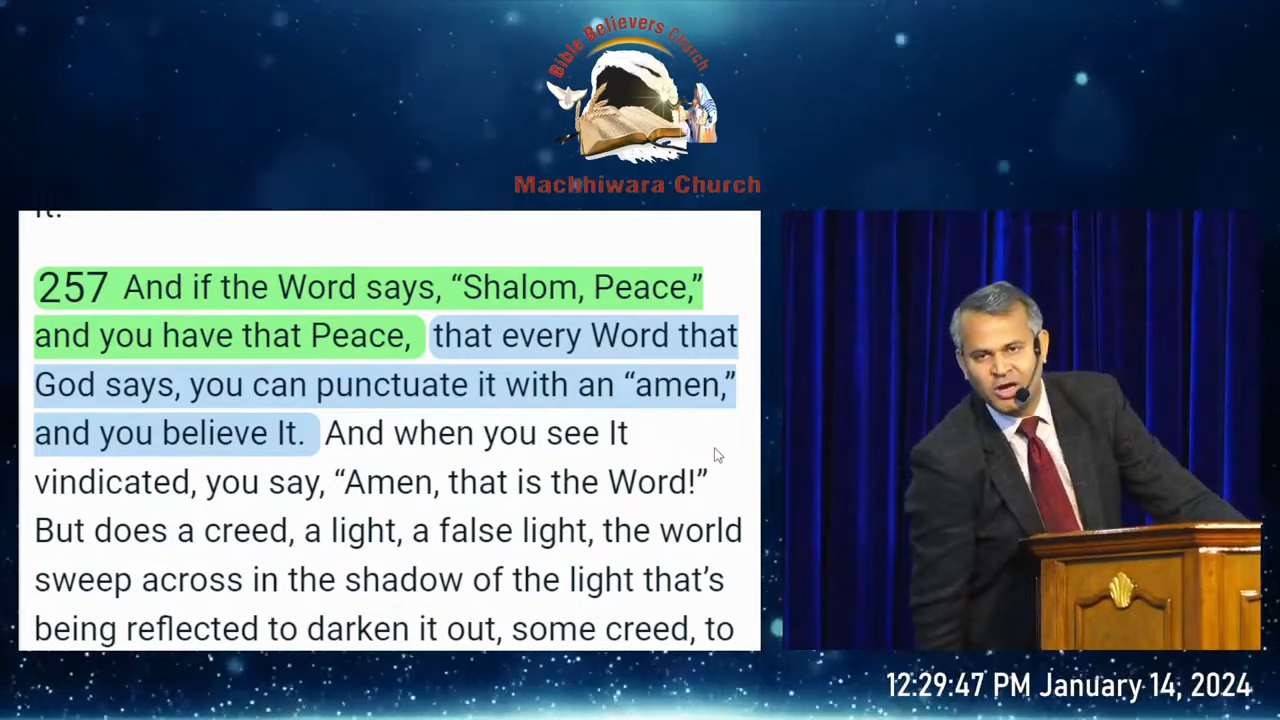 Bible Believers Church
Machhiwara Church
It.
257 And if the Word says, “Shalom, Peace,”
and you have that Peace, that every Word that
God says, you can punctuate it with an “amen,”
and you believe It. And when you see It
vindicated, you say, “Amen, that is the Word!”
But does a creed, a light, a false light, the world
sweep across in the shadow of the light that’s
being reflected to darken it out, some creed, to
12:29:47 PM January 14, 2024